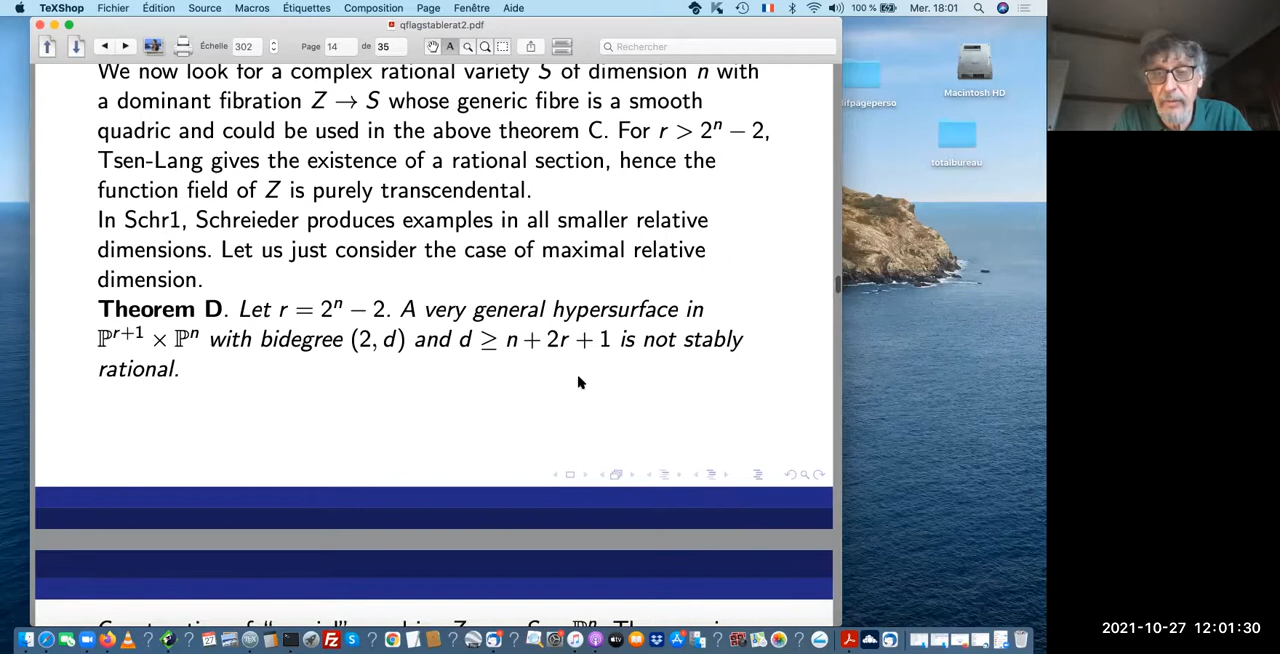 TeXShop Fichier Édition Source Macros Étiquettes Composition Page Fenêtre Aide 100 % Mer. 18:01
qflagstablerat2.pdf
Échelle 302 Page 14 de 35 Rechercher
We now look for a complex rational variety S of dimension n with
a dominant fibration Z → S whose generic fibre is a smooth
quadric and could be used in the above theorem C. For r > 2ⁿ − 2,
Tsen-Lang gives the existence of a rational section, hence the
function field of Z is purely transcendental.
In Schr1, Schreieder produces examples in all smaller relative
dimensions. Let us just consider the case of maximal relative
dimension.
Theorem D. Let r = 2ⁿ − 2. A very general hypersurface in
ℙʳ⁺¹ × ℙⁿ with bidegree (2, d) and d ≥ n + 2r + 1 is not stably
rational.
Macintosh HD
totalbureau
2021-10-27 12:01:30